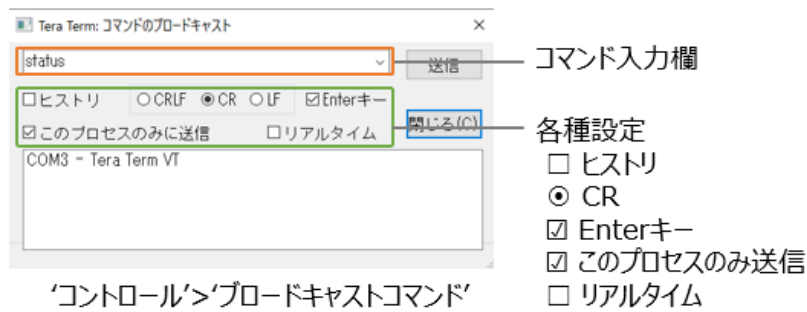 Tera Term: コマンドのブロードキャスト ×
status 送信
コマンド入力欄
□ヒストリ ○CRLF ◉CR ○LF ☑Enterキー
☑このプロセスのみに送信 □リアルタイム 閉じる(C)
COM3 - Tera Term VT
各種設定
□ ヒストリ
◉ CR
☑ Enterキー
☑ このプロセスのみ送信
□ リアルタイム
‘コントロール’>‘ブロードキャストコマンド’